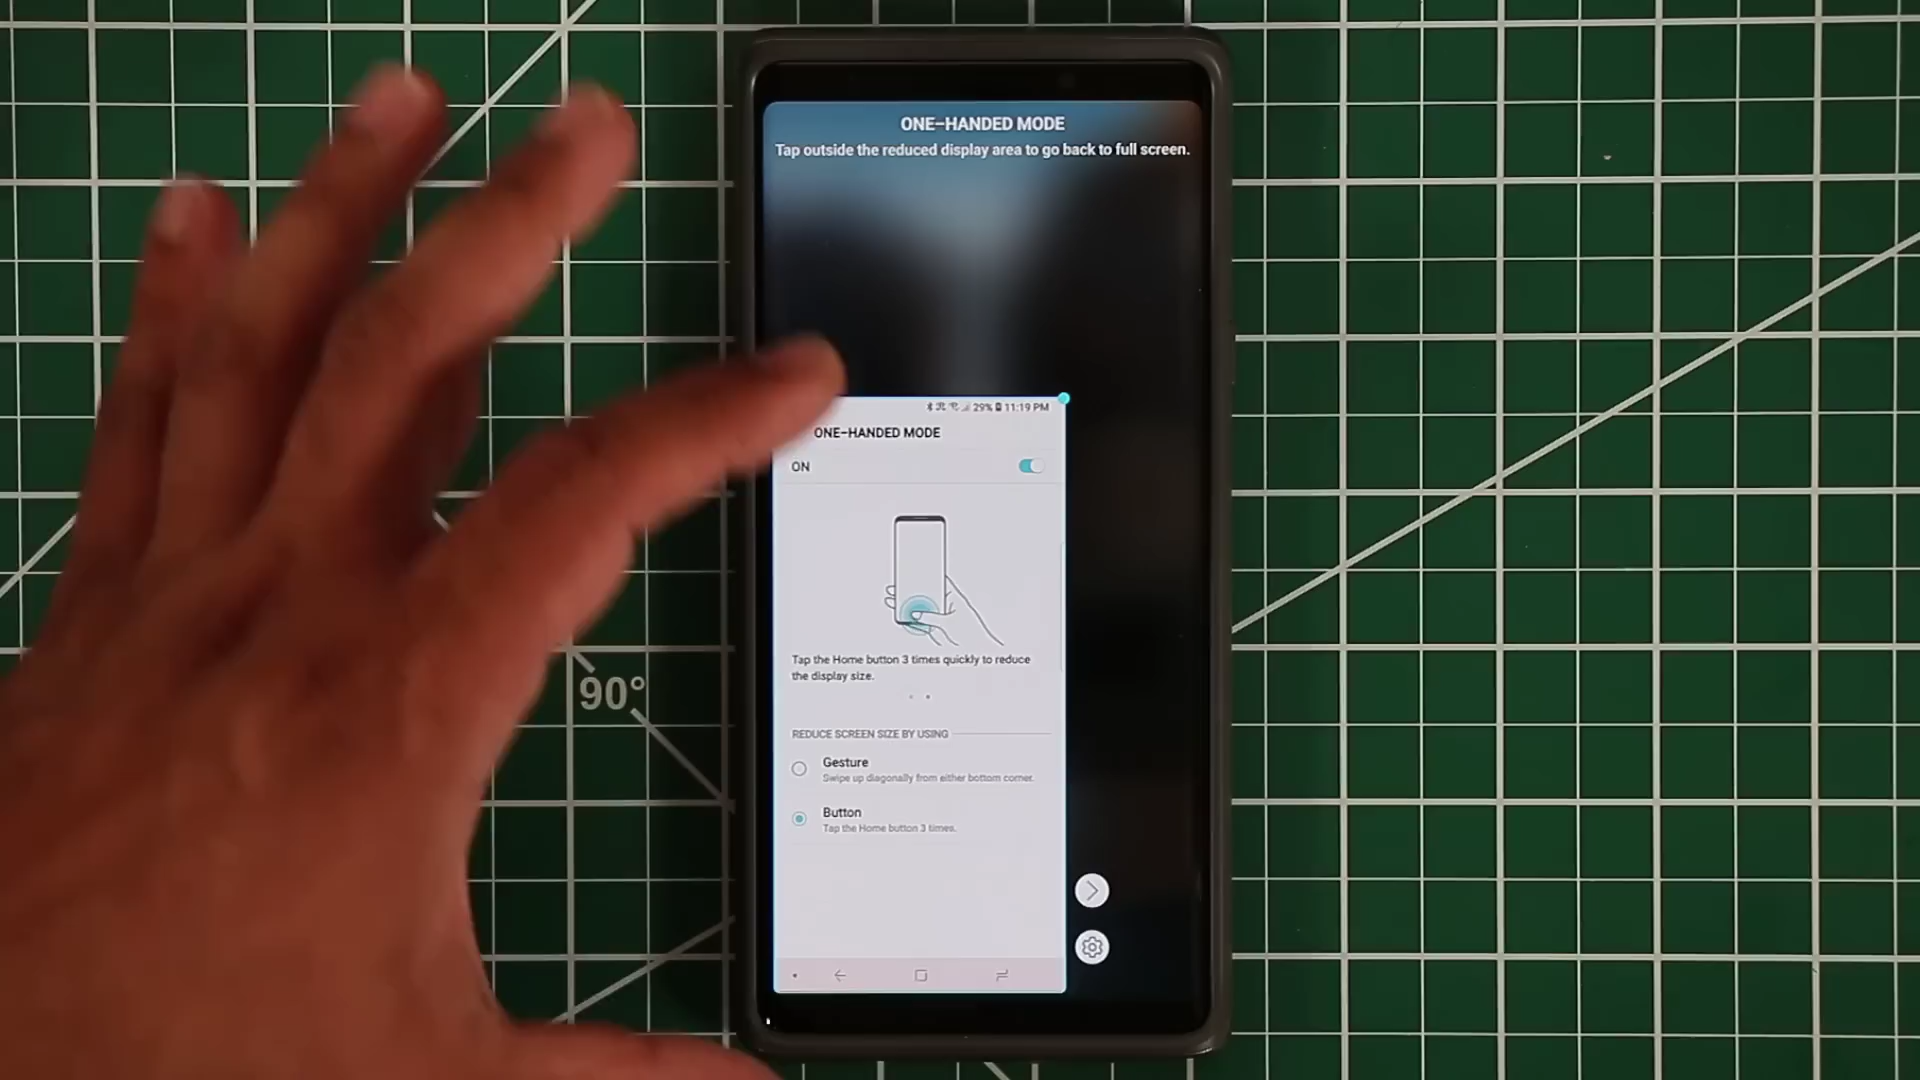 ONE-HANDED MODE
Tap outside the reduced display area to go back to full screen.
29% 11:19 PM
ONE-HANDED MODE
ON
Tap the Home button 3 times quickly to reduce
the display size.
REDUCE SCREEN SIZE BY USING
Gesture
Swipe up diagonally from either bottom corner.
Button
Tap the Home button 3 times.
90°